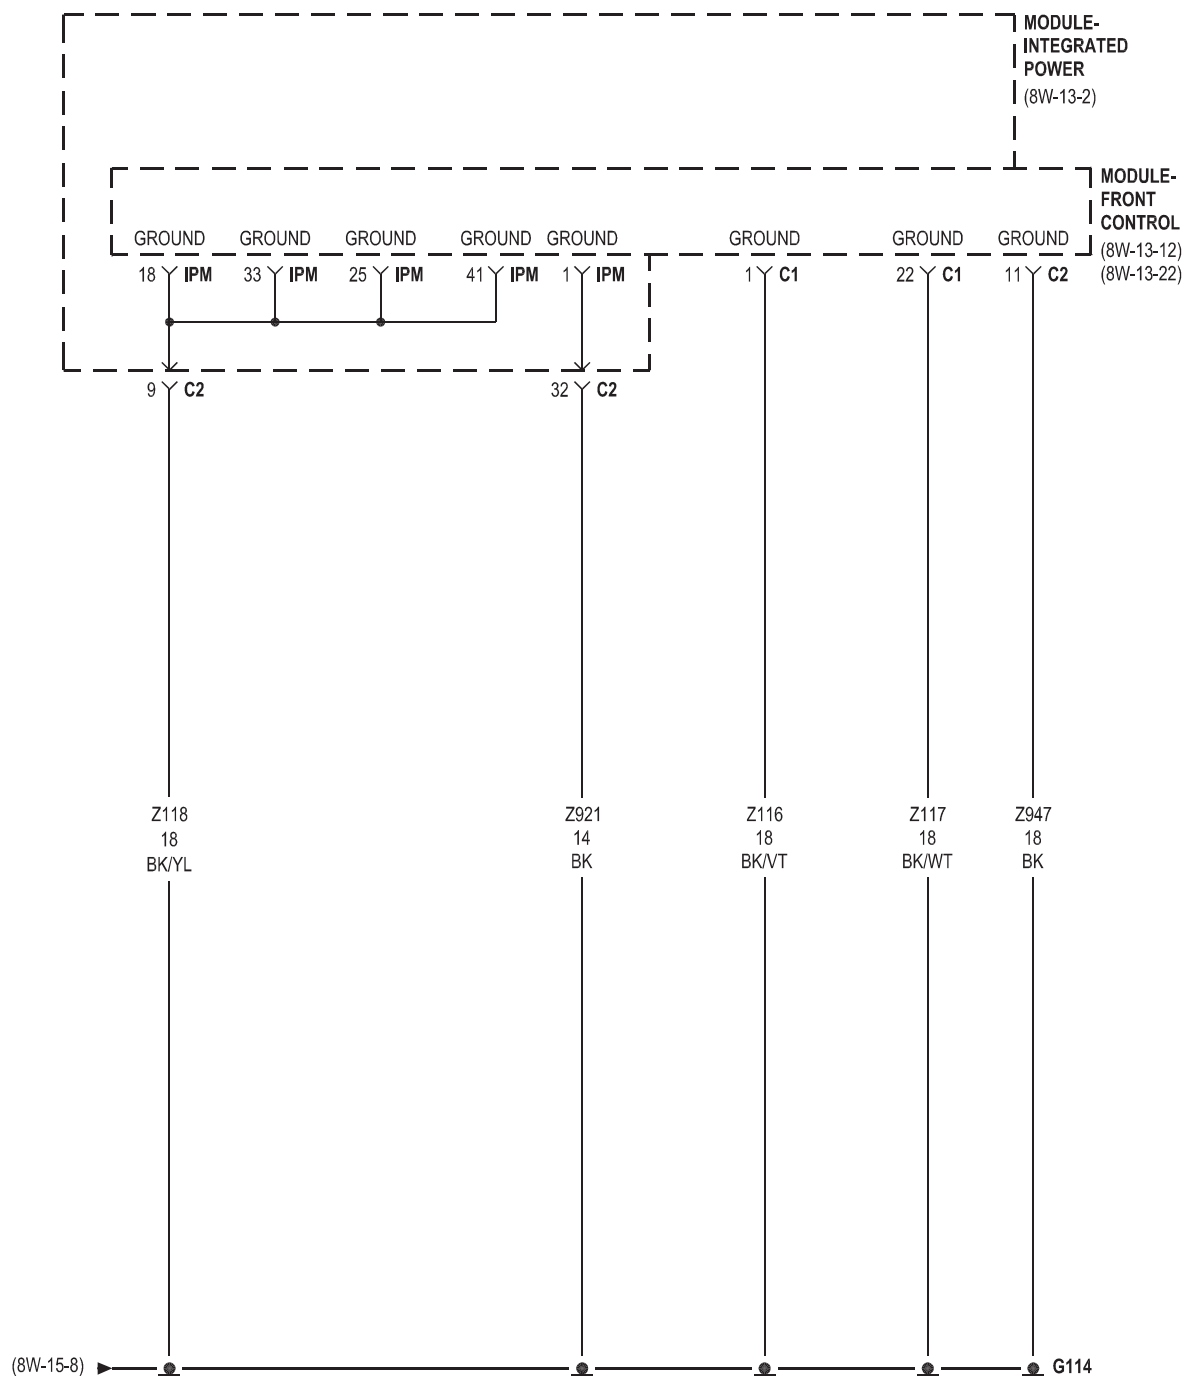 MODULE-
INTEGRATED
POWER
(8W-13-2)
MODULE-
FRONT
CONTROL
(8W-13-12)
(8W-13-22)
GROUND GROUND GROUND GROUND GROUND GROUND GROUND GROUND
18 IPM 33 IPM 25 IPM 41 IPM 1 IPM 1 C1 22 C1 11 C2
9 C2 32 C2
Z118 Z921 Z116 Z117 Z947
18 14 18 18 18
BK/YL BK BK/VT BK/WT BK
(8W-15-8) G114